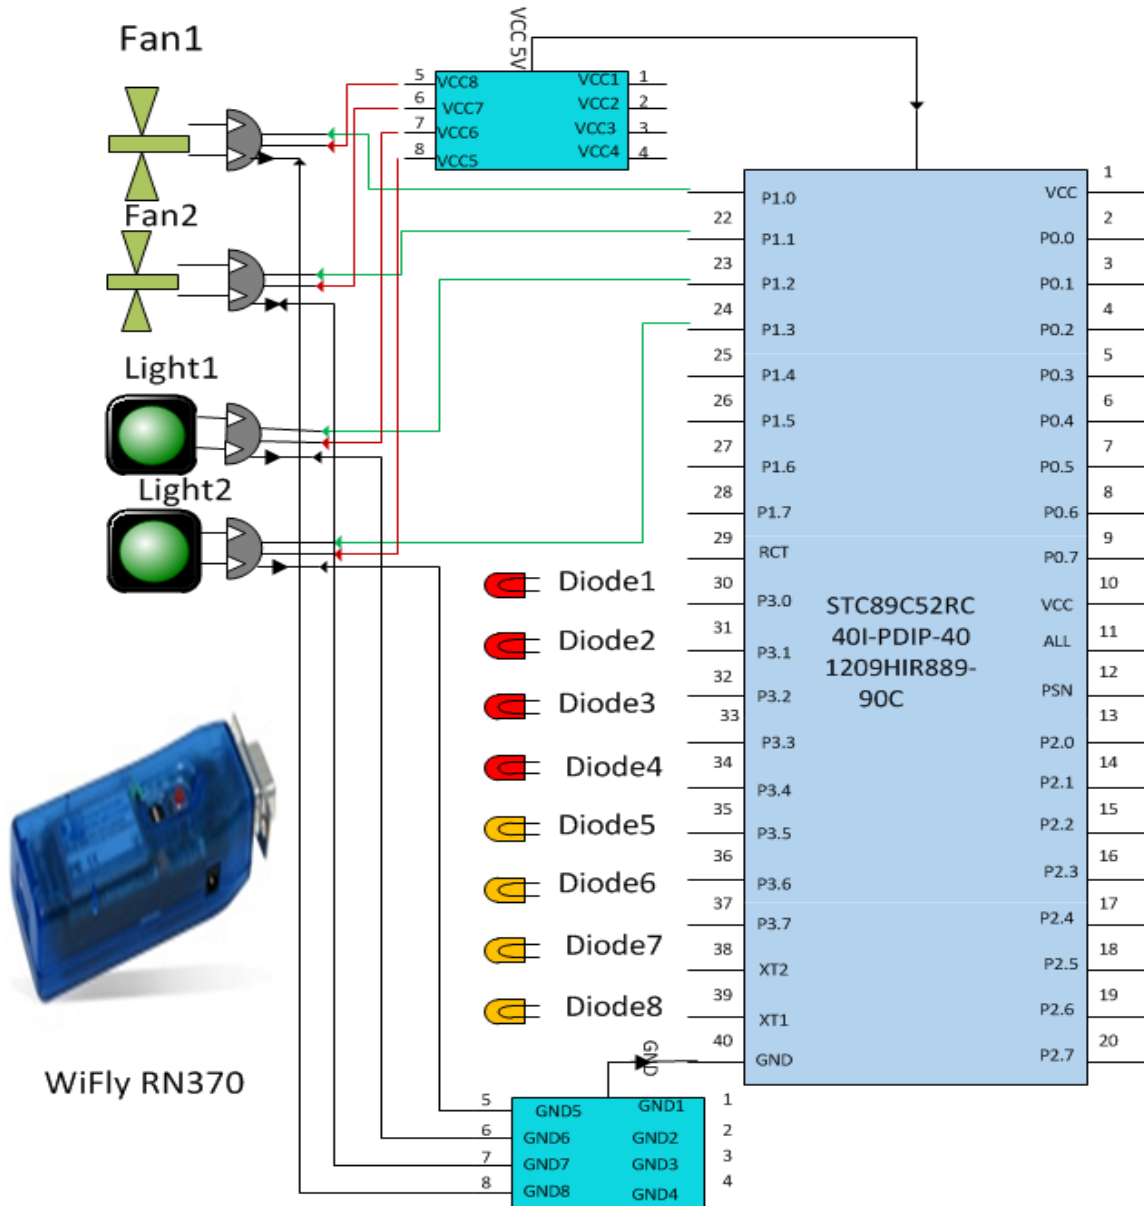 Fan1
VCC 5V
5 VCC8 VCC1 1
6 VCC7 VCC2 2
7 VCC6 VCC3 3
8 VCC5 VCC4 4
Fan2
Light1
Light2
P1.0 VCC 1
22 P1.1 P0.0 2
23 P1.2 P0.1 3
24 P1.3 P0.2 4
25 P1.4 P0.3 5
26 P1.5 P0.4 6
27 P1.6 P0.5 7
28 P1.7 P0.6 8
29 RCT P0.7 9
30 P3.0 VCC 10
31 P3.1 ALL 11
32 P3.2 PSN 12
33 P3.3 P2.0 13
34 P3.4 P2.1 14
35 P3.5 P2.2 15
36 P3.6 P2.3 16
37 P3.7 P2.4 17
38 XT2 P2.5 18
39 XT1 P2.6 19
40 GND P2.7 20
STC89C52RC
40I-PDIP-40
1209HIR889-
90C
Diode1
Diode2
Diode3
Diode4
Diode5
Diode6
Diode7
Diode8
WiFly RN370
GND
5 GND5 GND1 1
6 GND6 GND2 2
7 GND7 GND3 3
8 GND8 GND4 4